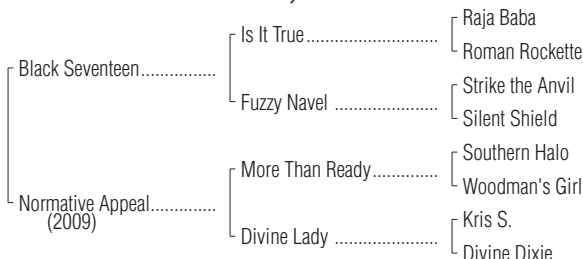 Raja Baba
Is It True
Roman Rockette
Black Seventeen
Strike the Anvil
Fuzzy Navel
Silent Shield
Southern Halo
More Than Ready
Woodman's Girl
Normative Appeal
(2009)
Kris S.
Divine Lady
Divine Dixie